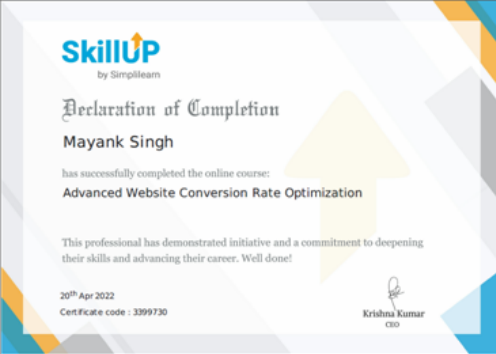 SkillUP
by Simplilearn
Declaration of Completion
Mayank Singh
has successfully completed the online course:
Advanced Website Conversion Rate Optimization
This professional has demonstrated initiative and a commitment to deepening
their skills and advancing their career. Well done!
20th Apr 2022
Certificate code : 3399730
Krishna Kumar
CEO